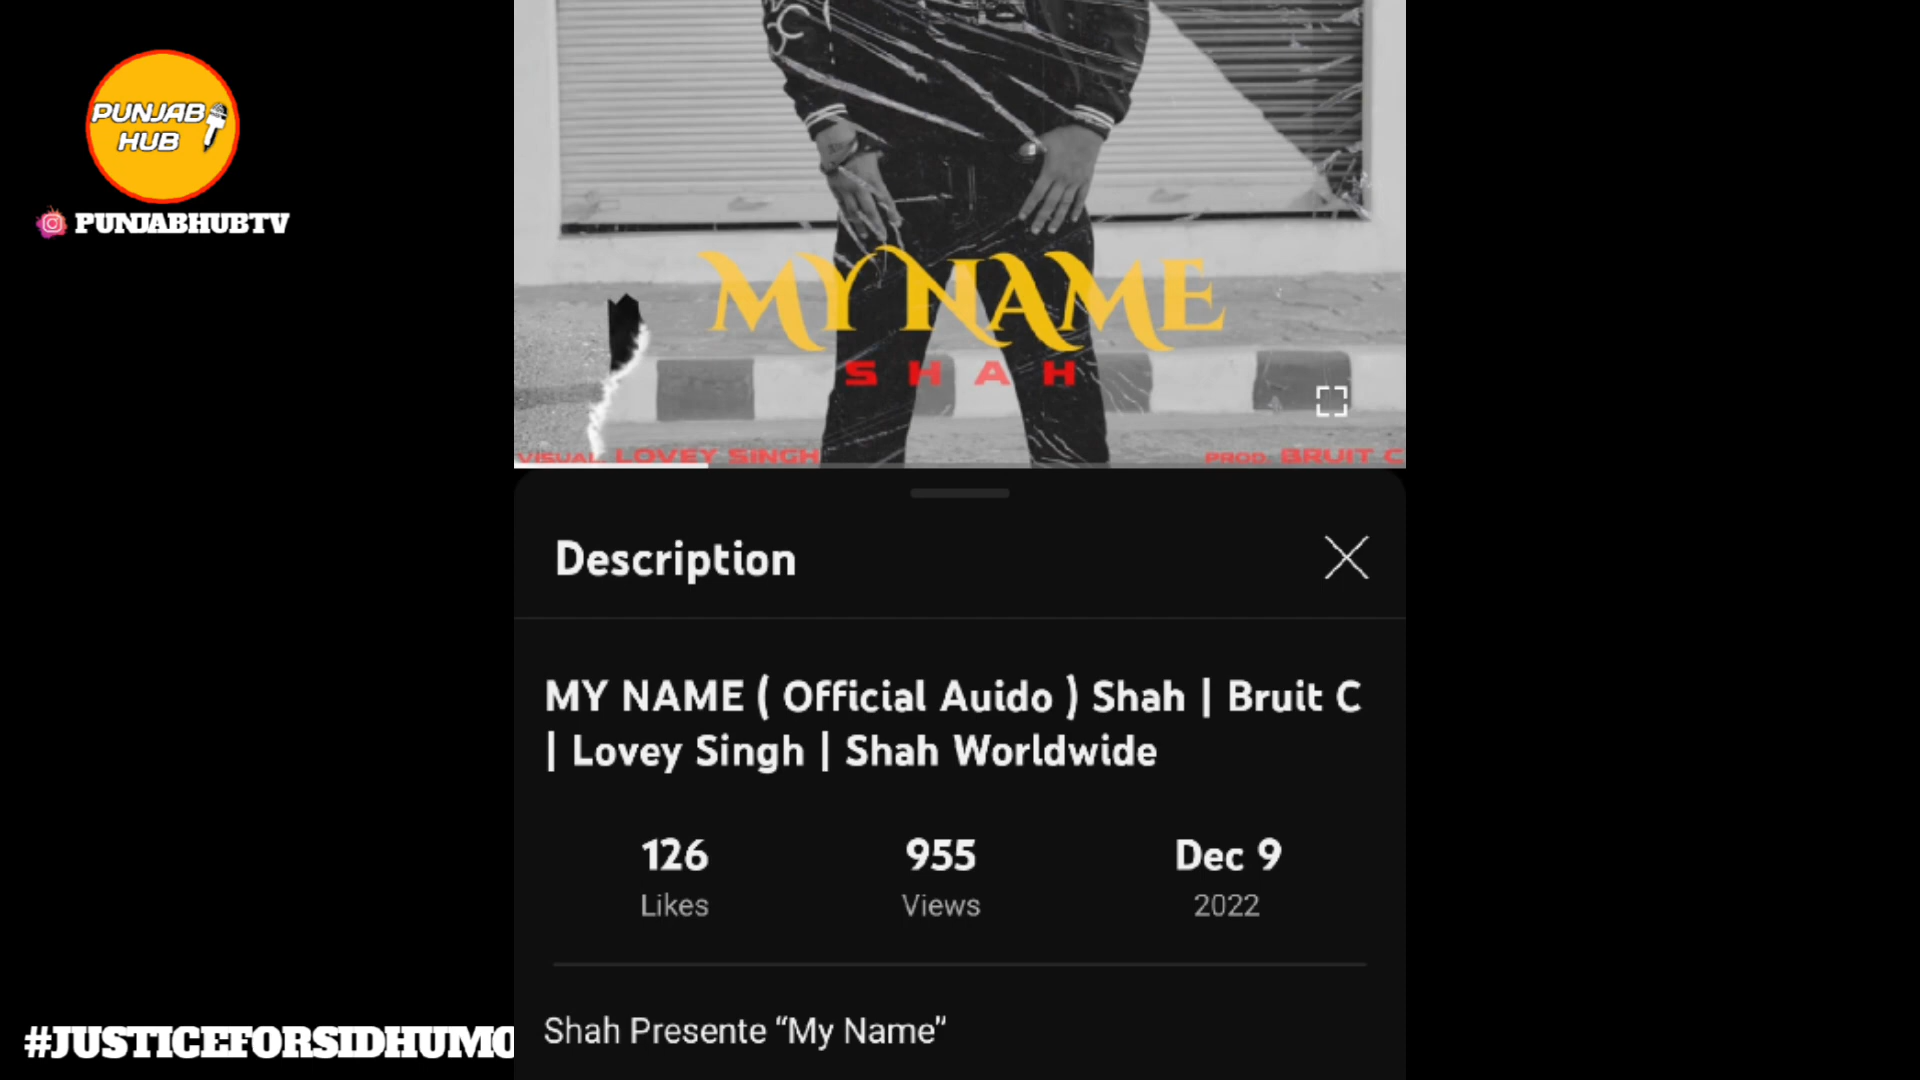 PUNJAB
HUB
PUNJABHUBTV
MY NAME
SHAH
VISUAL. LOVEY SINGH
PROD. BRUIT C
Description
MY NAME ( Official Auido ) Shah | Bruit C
| Lovey Singh | Shah Worldwide
126
Likes
955
Views
Dec 9
2022
Shah Presente “My Name”
#JUSTICEFORSIDHUMO